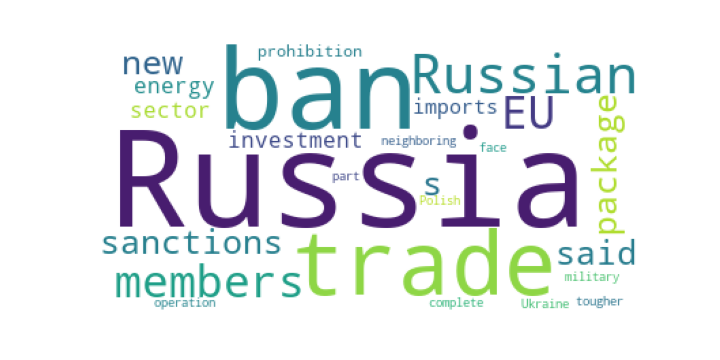 prohibition
new
ban
Russian
energy
sector
imports
EU
package
investment
neighboring
face
Russia
part
s
Polish
sanctions
trade
said
members
military
operation
complete
Ukraine
tougher